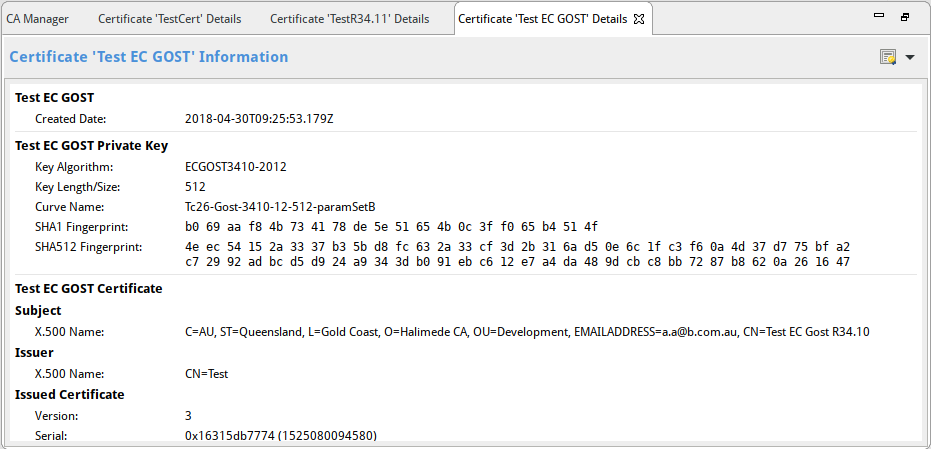 CA Manager
Certificate 'TestCert' Details
Certificate 'TestR34.11' Details
Certificate 'Test EC GOST' Details
Certificate 'Test EC GOST' Information
Test EC GOST
Created Date: 2018-04-30T09:25:53.179Z
Test EC GOST Private Key
Key Algorithm: ECGOST3410-2012
Key Length/Size: 512
Curve Name: Tc26-Gost-3410-12-512-paramSetB
SHA1 Fingerprint: b0 69 aa f8 4b 73 41 78 de 5e 51 65 4b 0c 3f f0 65 b4 51 4f
SHA512 Fingerprint: 4e ec 54 15 2a 33 37 b3 5b d8 fc 63 2a 33 cf 3d 2b 31 6a d5 0e 6c 1f c3 f6 0a 4d 37 d7 75 bf a2
c7 29 92 ad bc d5 d9 24 a9 34 3d b0 91 eb c6 12 e7 a4 da 48 9d cb c8 bb 72 87 b8 62 0a 26 16 47
Test EC GOST Certificate
Subject
X.500 Name: C=AU, ST=Queensland, L=Gold Coast, O=Halimede CA, OU=Development, EMAILADDRESS=a.a@b.com.au, CN=Test EC Gost R34.10
Issuer
X.500 Name: CN=Test
Issued Certificate
Version: 3
Serial: 0x16315db7774 (1525080094580)